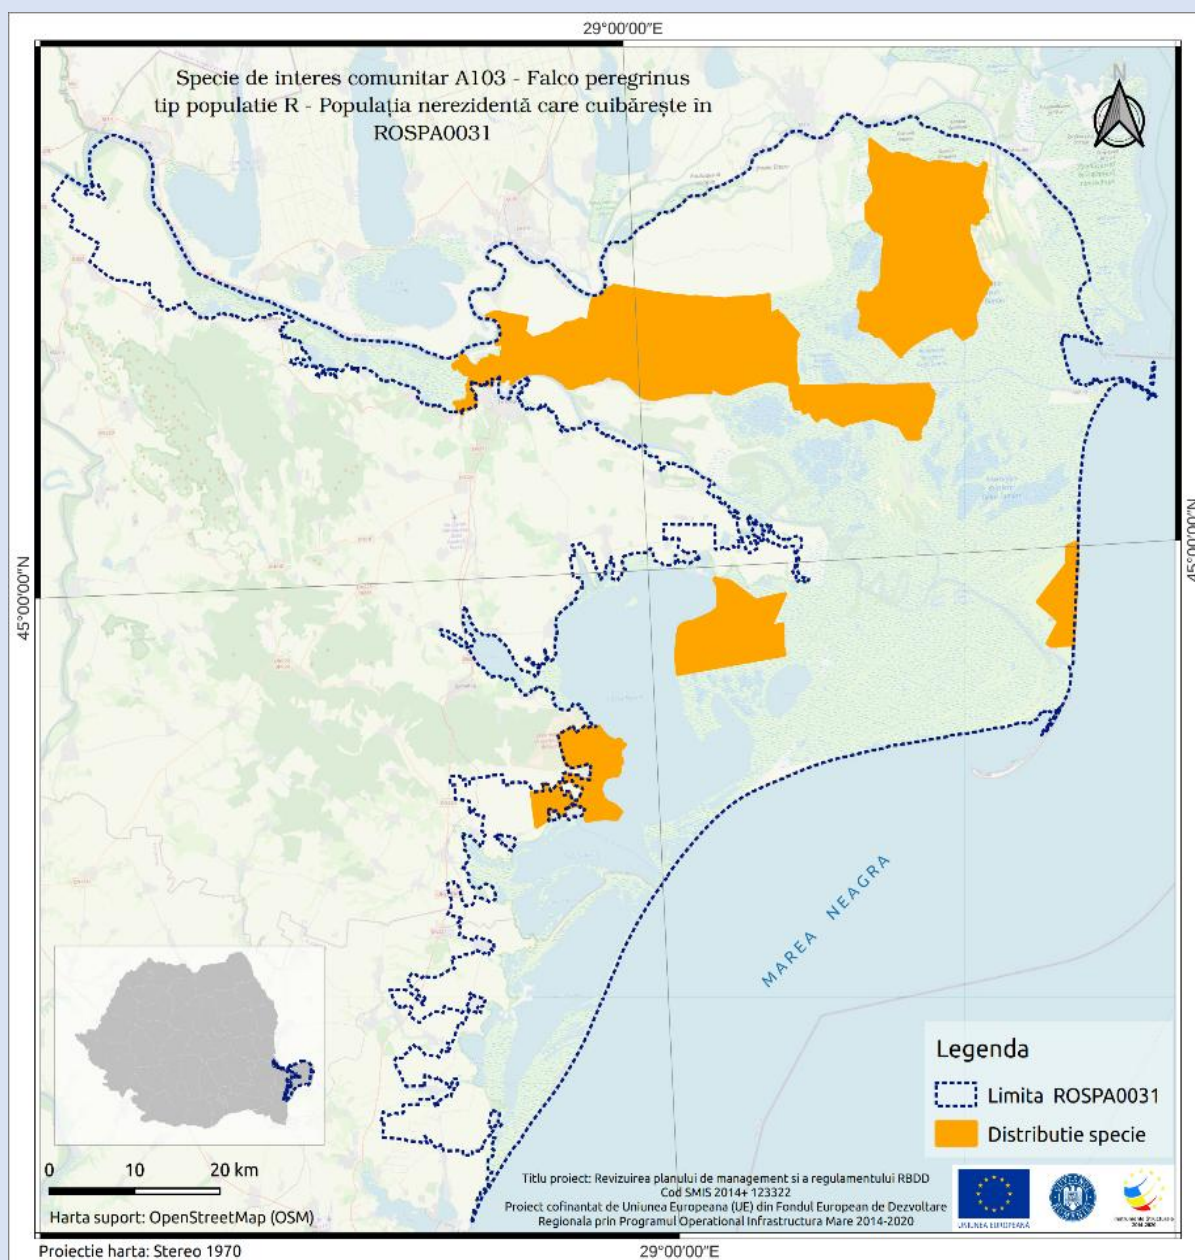 29°00'00"E
Specie de interes comunitar A103 - Falco peregrinus
tip populatie R - Populația nerezidentă care cuibărește în
ROSPA0031
N
45°00'00"N
45°00'00"N
MAREA NEAGRA
Legenda
Limita ROSPA0031
Distributie specie
0 10 20 km
Harta suport: OpenStreetMap (OSM)
Titlu proiect: Revizuirea planului de management si a regulamentului RBDD
Cod SMIS 2014+ 123322
Proiect cofinantat de Uniunea Europeana (UE) din Fondul European de Dezvoltare
Regionala prin Programul Operational Infrastructura Mare 2014-2020
UNIUNEA EUROPEANĂ
Instrumente Structurale
2014-2020
Proiectie harta: Stereo 1970
29°00'00"E